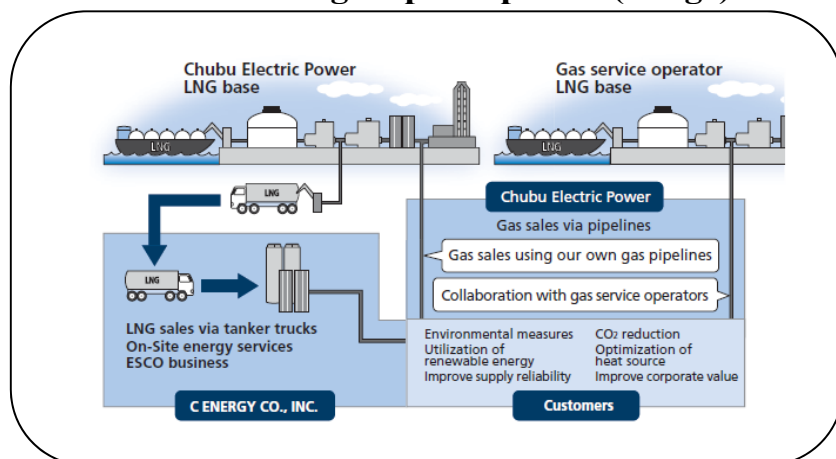 Chubu Electric Power
LNG base
Gas service operator
LNG base
LNG
LNG
LNG
Chubu Electric Power
Gas sales via pipelines
Gas sales using our own gas pipelines
Collaboration with gas service operators
LNG
LNG sales via tanker trucks
On-Site energy services
ESCO business
Environmental measures
Utilization of
renewable energy
Improve supply reliability
CO₂ reduction
Optimization of
heat source
Improve corporate value
C ENERGY CO., INC.
Customers